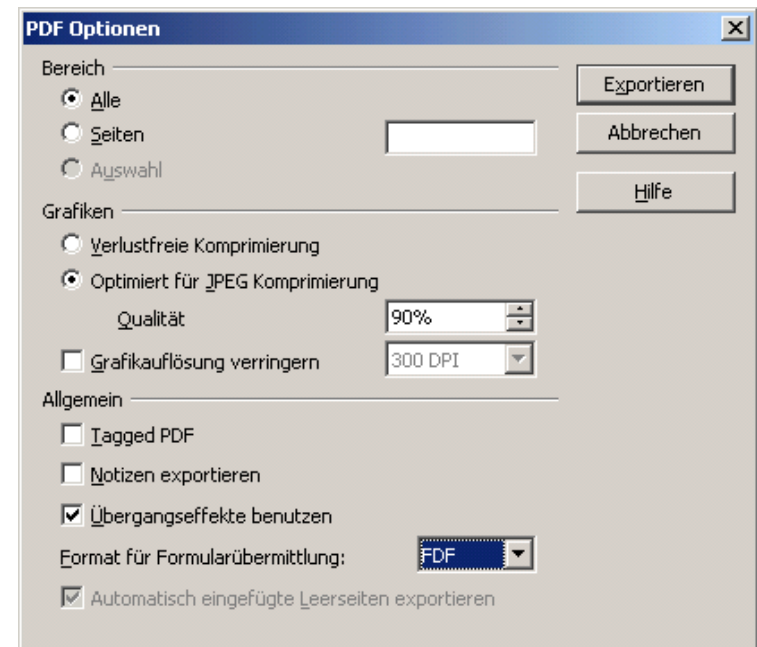 PDF Optionen
Bereich
Alle
Seiten
Auswahl
Exportieren
Abbrechen
Hilfe
Grafiken
Verlustfreie Komprimierung
Optimiert für JPEG Komprimierung
Qualität 90%
Grafikauflösung verringern 300 DPI
Allgemein
Tagged PDF
Notizen exportieren
Übergangseffekte benutzen
Format für Formularübermittlung: FDF
Automatisch eingefügte Leerseiten exportieren